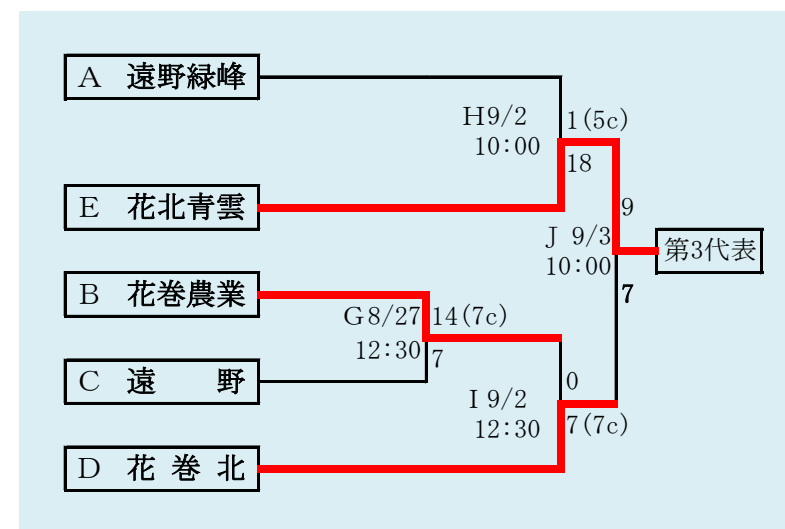 A 遠野緑峰
H9/2
1(5c)
10:00
18
E 花北青雲
9
J 9/3
第3代表
10:00
B 花巻農業
7
G8/27
14(7c)
12:30
7
C 遠 野
0
I 9/2
7(7c)
12:30
D 花 巻 北